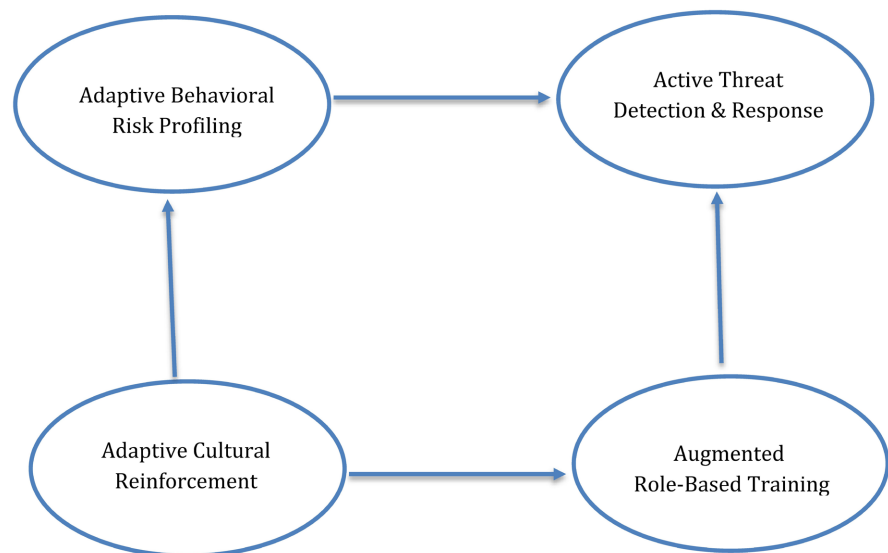 Adaptive Behavioral
Risk Profiling
Active Threat
Detection & Response
Adaptive Cultural
Reinforcement
Augmented
Role-Based Training